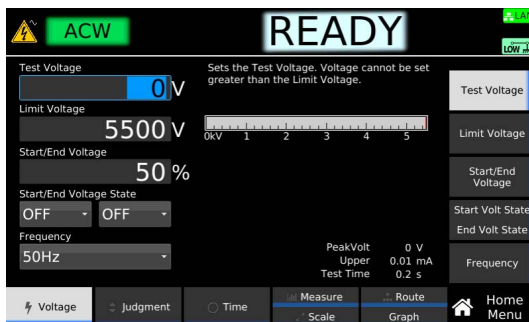 ACW
READY
LAN
LOW
Test Voltage
0 V
Limit Voltage
5500 V
Start/End Voltage
50 %
Start/End Voltage State
OFF OFF
Frequency
50Hz
Sets the Test Voltage. Voltage cannot be set
greater than the Limit Voltage.
0kV 1 2 3 4 5
PeakVolt 0 V
Upper 0.01 mA
Test Time 0.2 s
Test Voltage
Limit Voltage
Start/End
Voltage
Start Volt State
End Volt State
Frequency
Voltage
Judgment
Time
Measure
Scale
Route
Graph
Home
Menu